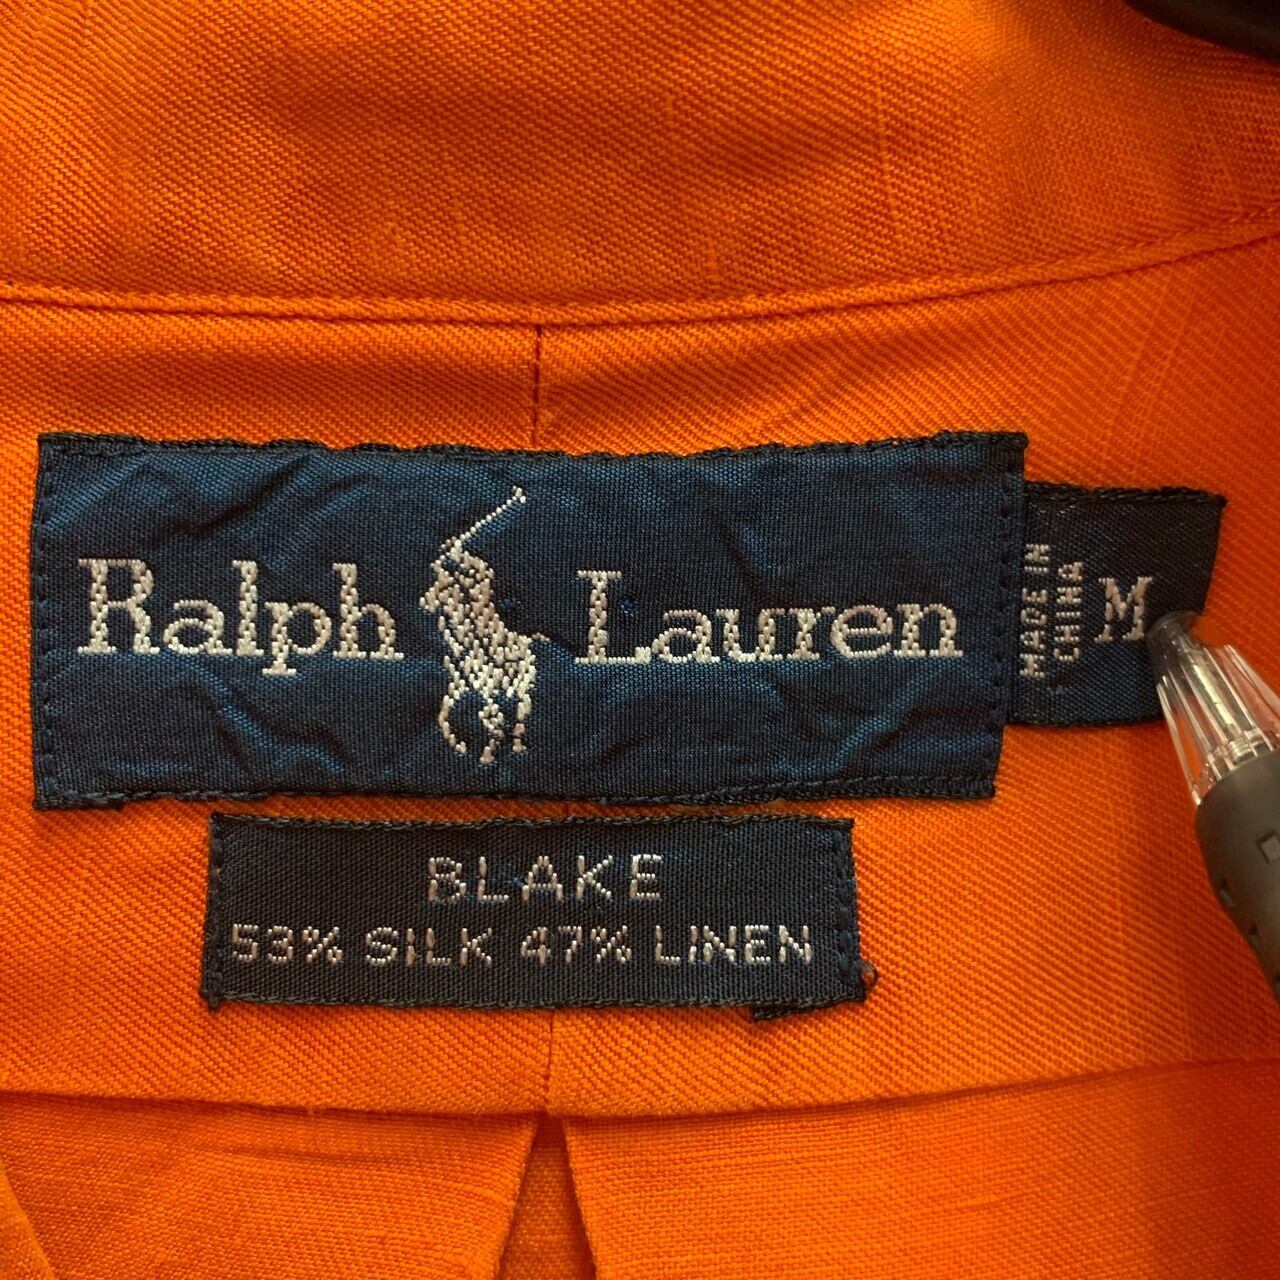 Ralph Lauren
MADE IN
CHINA
M
BLAKE
53% SILK 47% LINEN